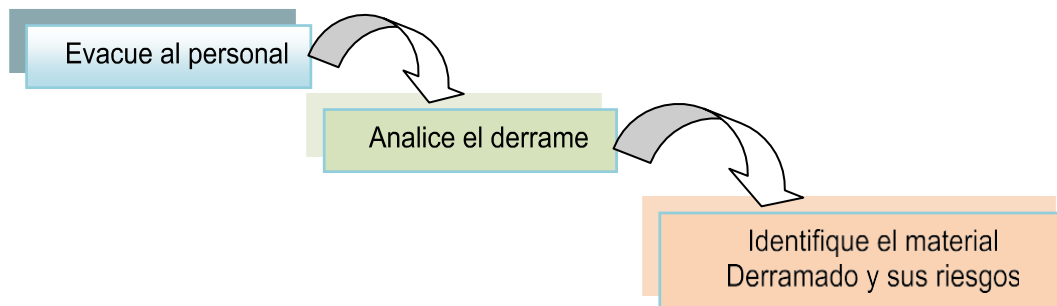 Evacue al personal
Analice el derrame
Identifique el material
Derramado y sus riesgos